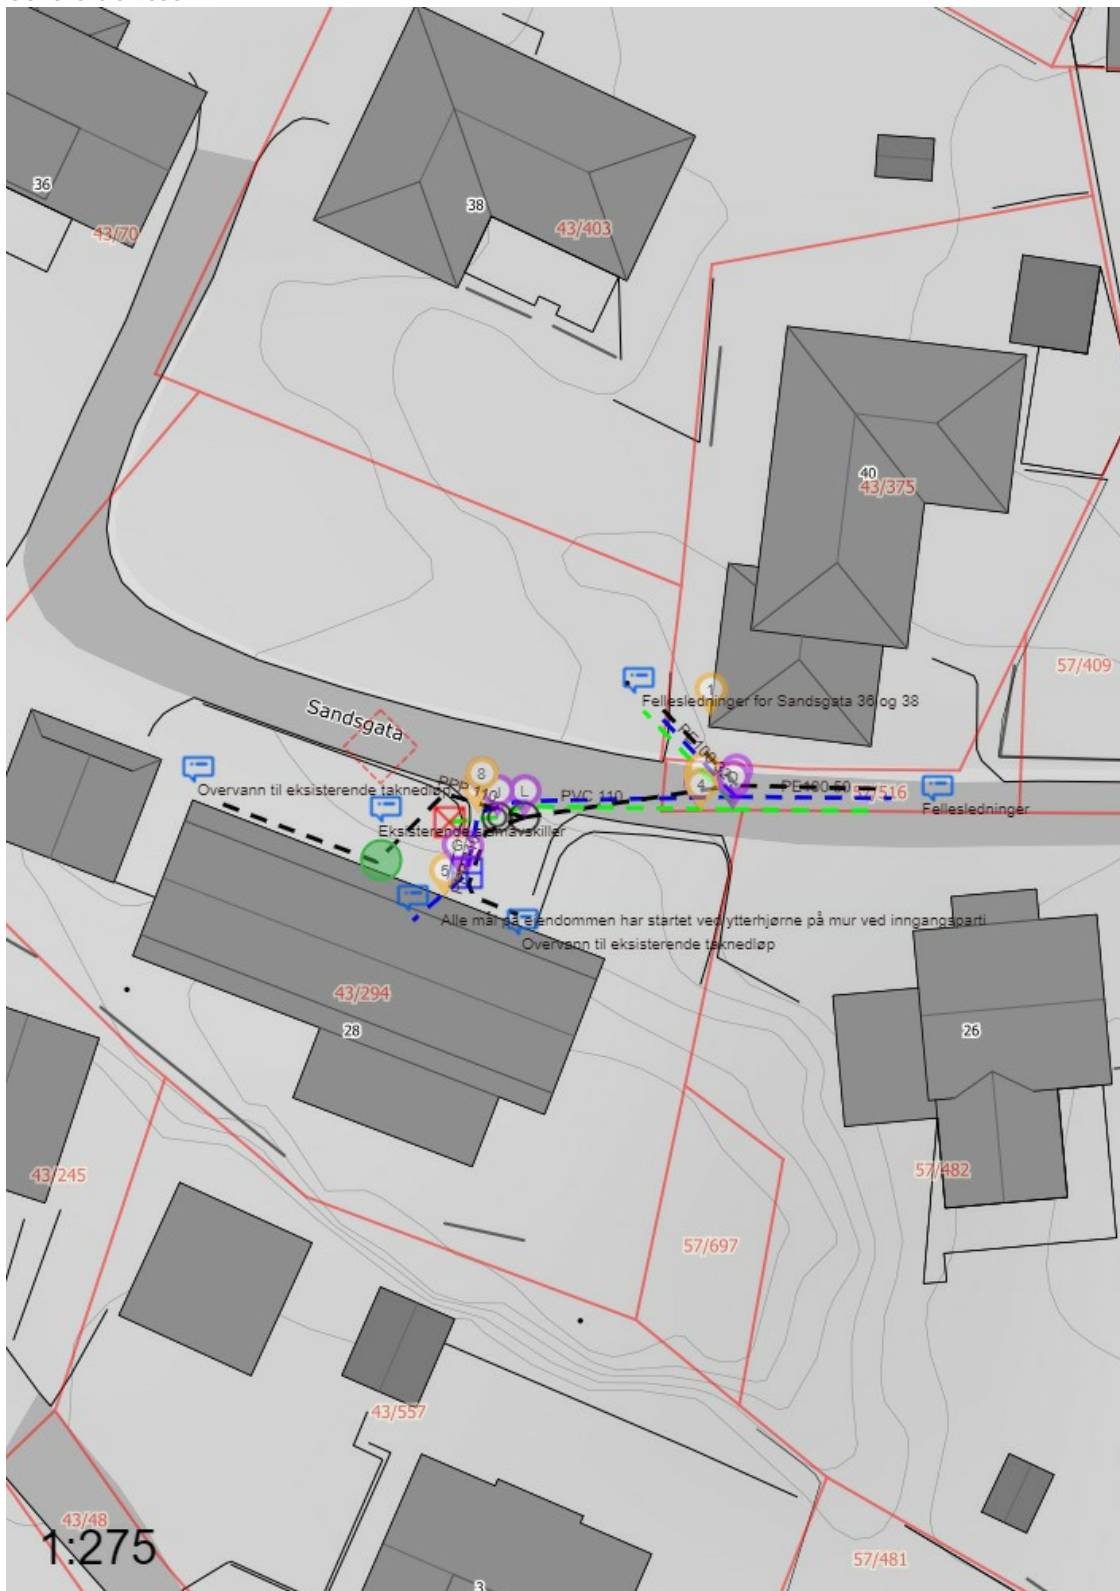 36
43/70
38
43/403
40
43/375
57/409
1
Fellesledninger for Sandsgata 36 og 38
Sandsgata
8
L
4
PVC 110
57/516
Overvann til eksisterende taknedløp
Fellesledninger
Eksisterende
G
5
Alle mål på eiendommen har startet ved ytterhjørne på mur ved inngangsparti
Overvann til eksisterende taknedløp
43/294
28
26
43/245
57/482
57/697
43/557
43/48
1:275
57/481
3